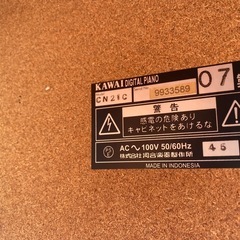 KAWAI DIGITAL PIANO
CN21C
9933589
07
警告
感電の危険あり
キャビネットをあけるな
AC～100V 50/60Hz
45
株式会社 河合楽器製作所
MADE IN INDONESIA